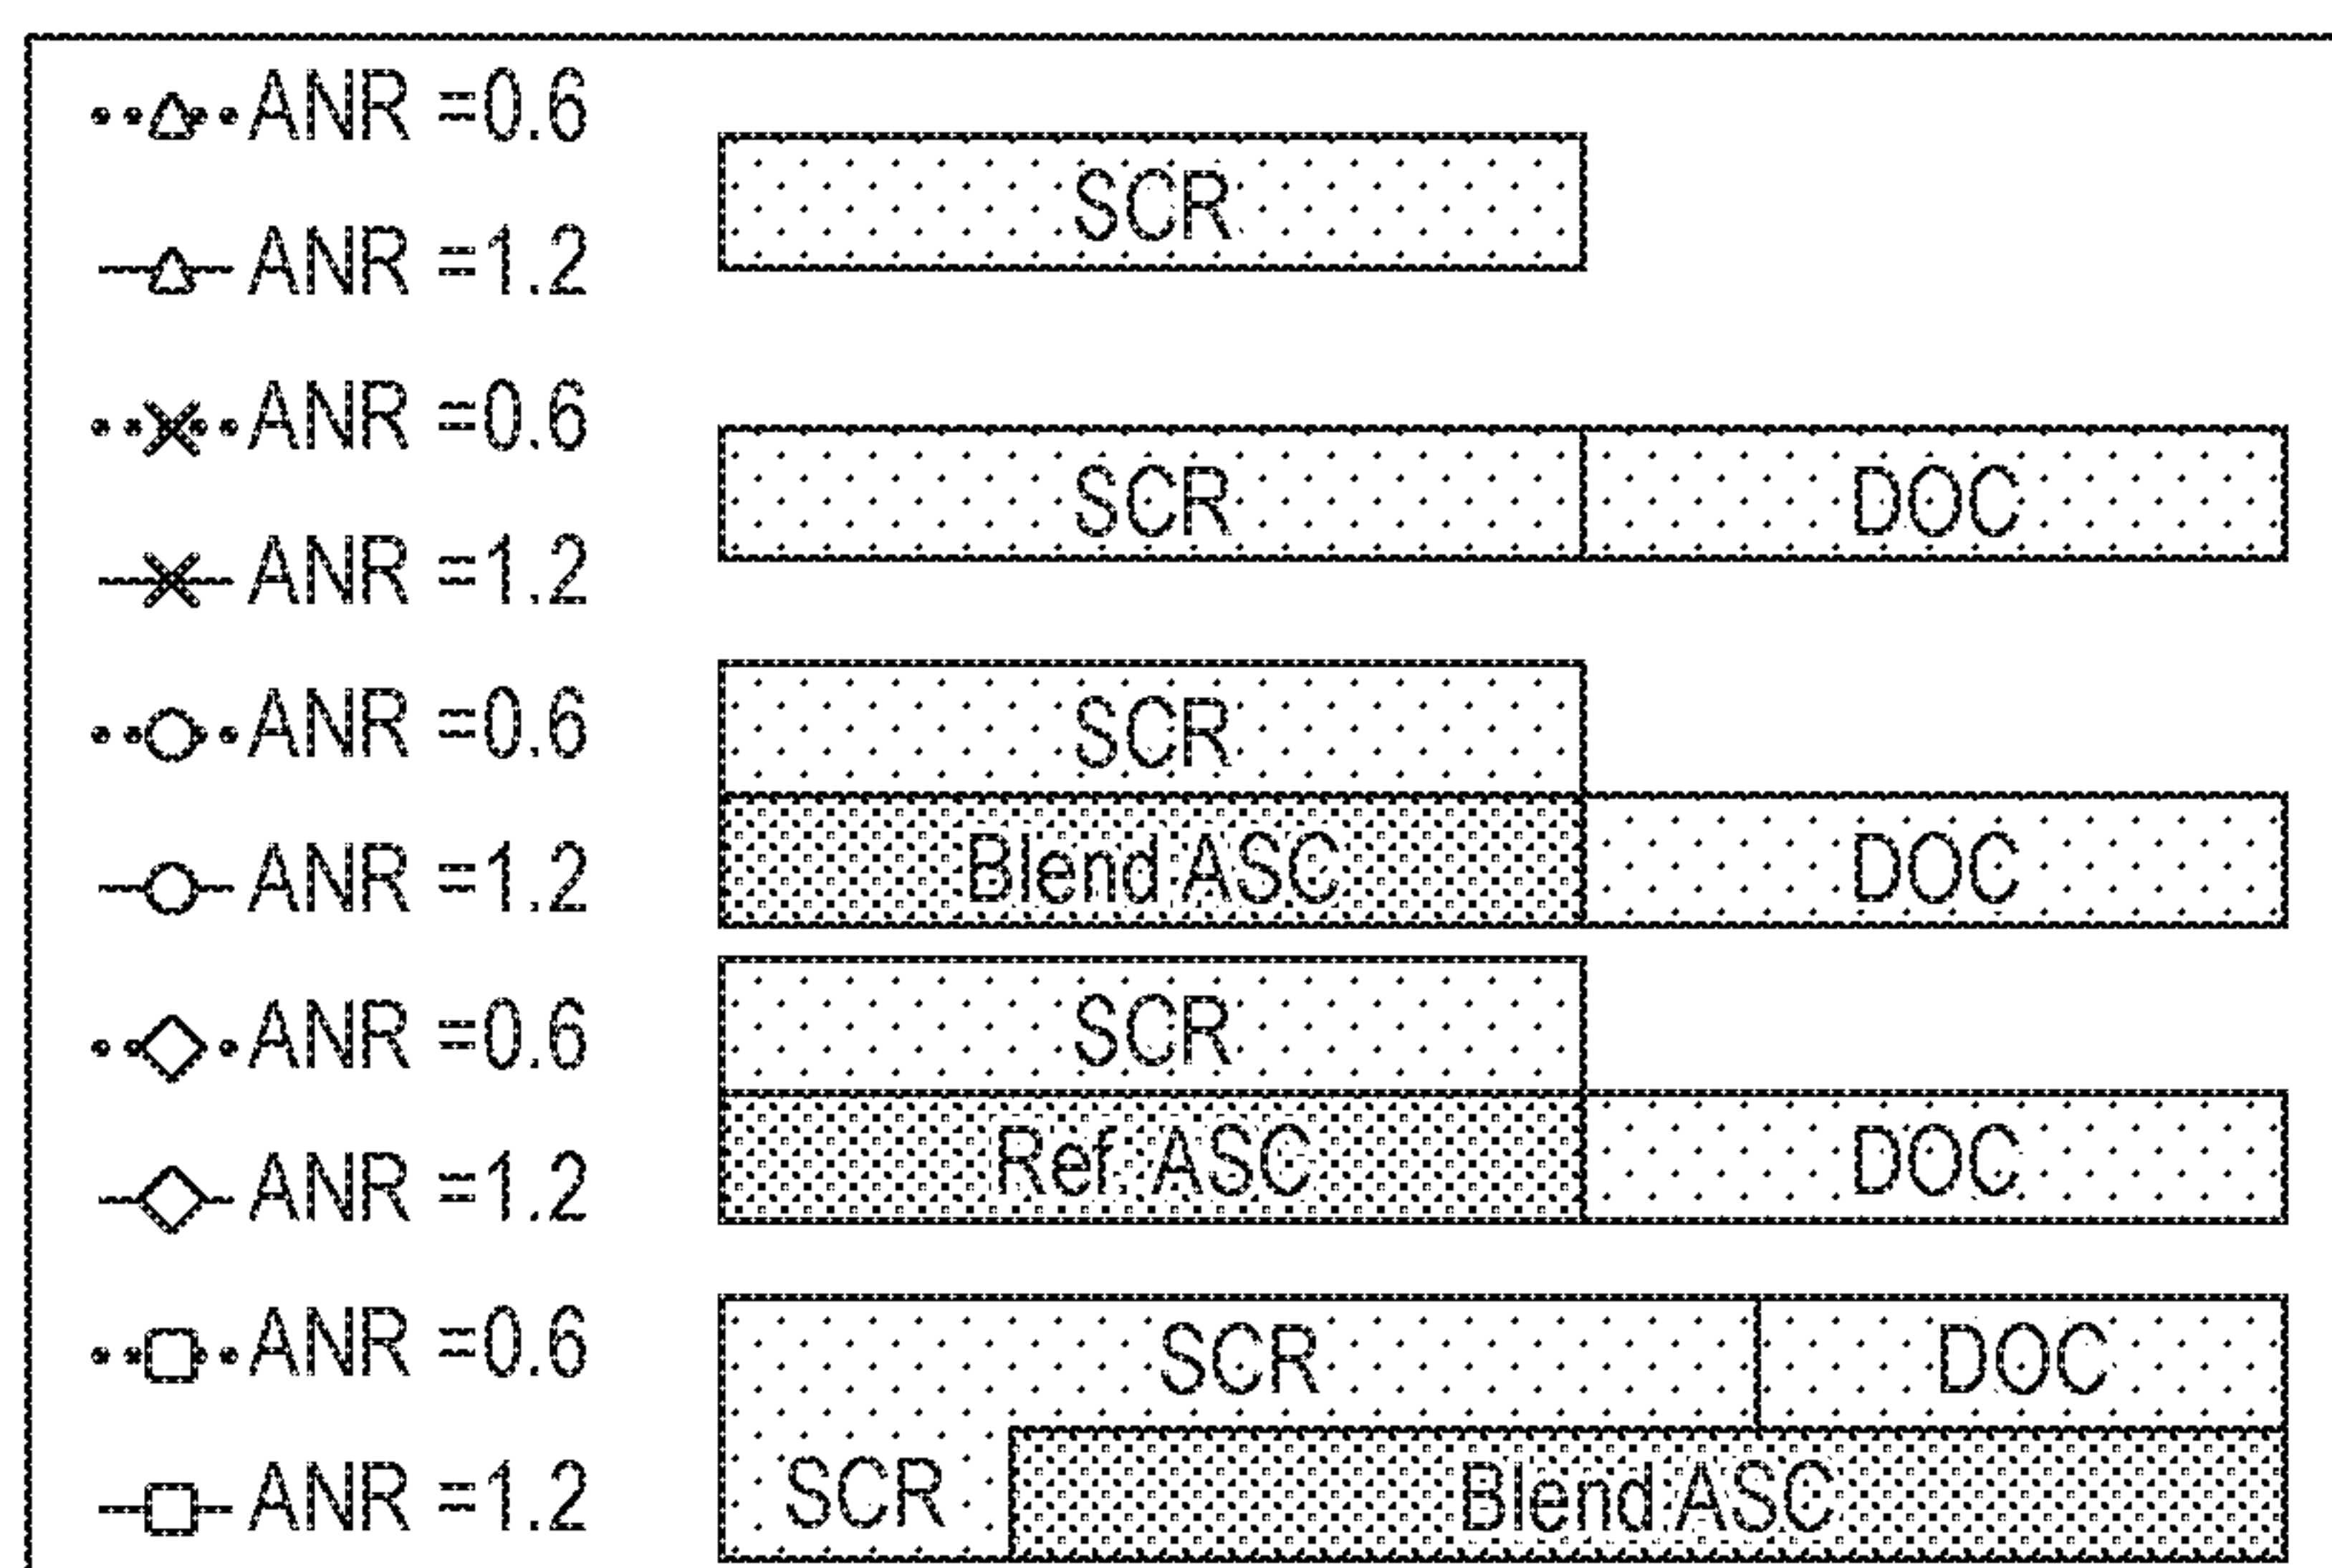 ANR =0.6
SCR
ANR =1.2
ANR =0.6
SCR DOC
ANR =1.2
ANR =0.6
SCR
ANR =1.2
Blend ASC DOC
ANR =0.6
SCR
ANR =1.2
Ref. ASC DOC
ANR =0.6
SCR DOC
ANR =1.2
SCR Blend ASC